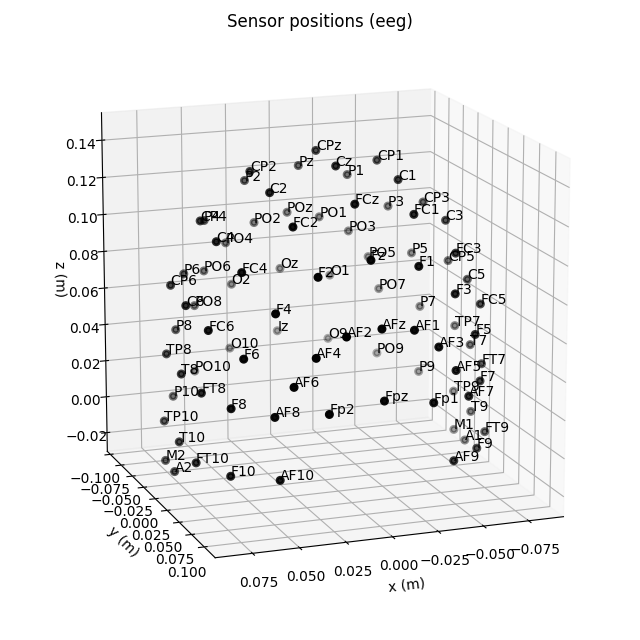 Sensor positions (eeg)
CPz
Pz
Cz
CP1
CP2
P2
P1
C1
C2
CP3
P3
FCz
FC1
C3
POz
PO1
PO2
FC2
PO3
CP4
C4
PO4
P5
FC3
CP5
PO5
Fz
F1
P6
PO6
FC4
Oz
F2
O1
C5
CP6
O2
PO7
F3
FC5
PO8
P7
F4
P8
FC6
Iz
O9
AF2
AFz
AF1
TP7
F5
T7
O10
AF3
PO9
TP8
F6
AF4
FT7
T8
PO10
P9
AF5
F7
P10
FT8
AF6
TP9
AF7
F8
AF8
Fp2
Fpz
Fp1
T9
TP10
M1
FT9
T10
A1
F9
M2
FT10
AF9
A2
F10
AF10
0.14
0.12
0.10
0.08
0.06
0.04
0.02
0.00
−0.02
z (m)
−0.100
−0.075
−0.050
−0.025
0.000
0.025
0.050
0.075
0.100
y (m)
0.075
0.050
0.025
0.000
−0.025
−0.050
−0.075
x (m)